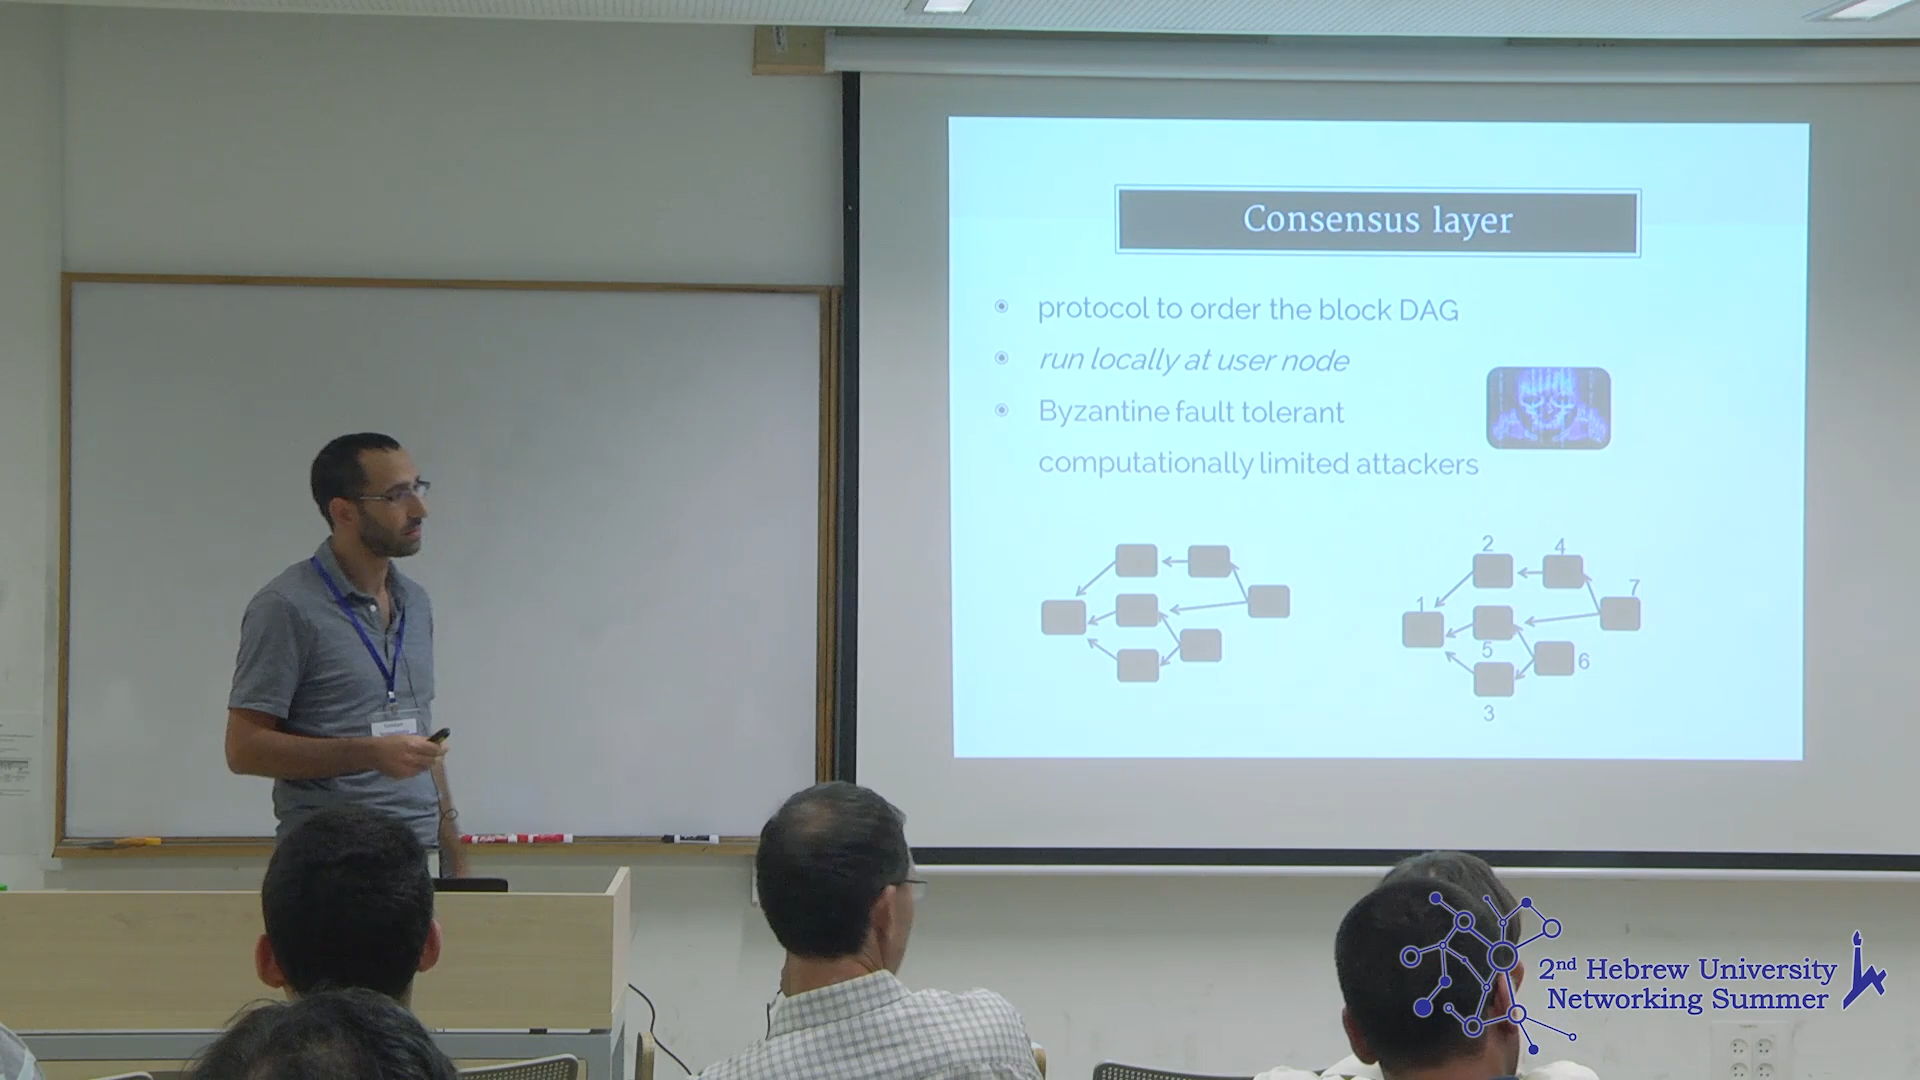 Consensus layer
protocol to order the block DAG
run locally at user node
Byzantine fault tolerant
computationally limited attackers
2
4
7
1
5
6
3
2nd Hebrew University
Networking Summer